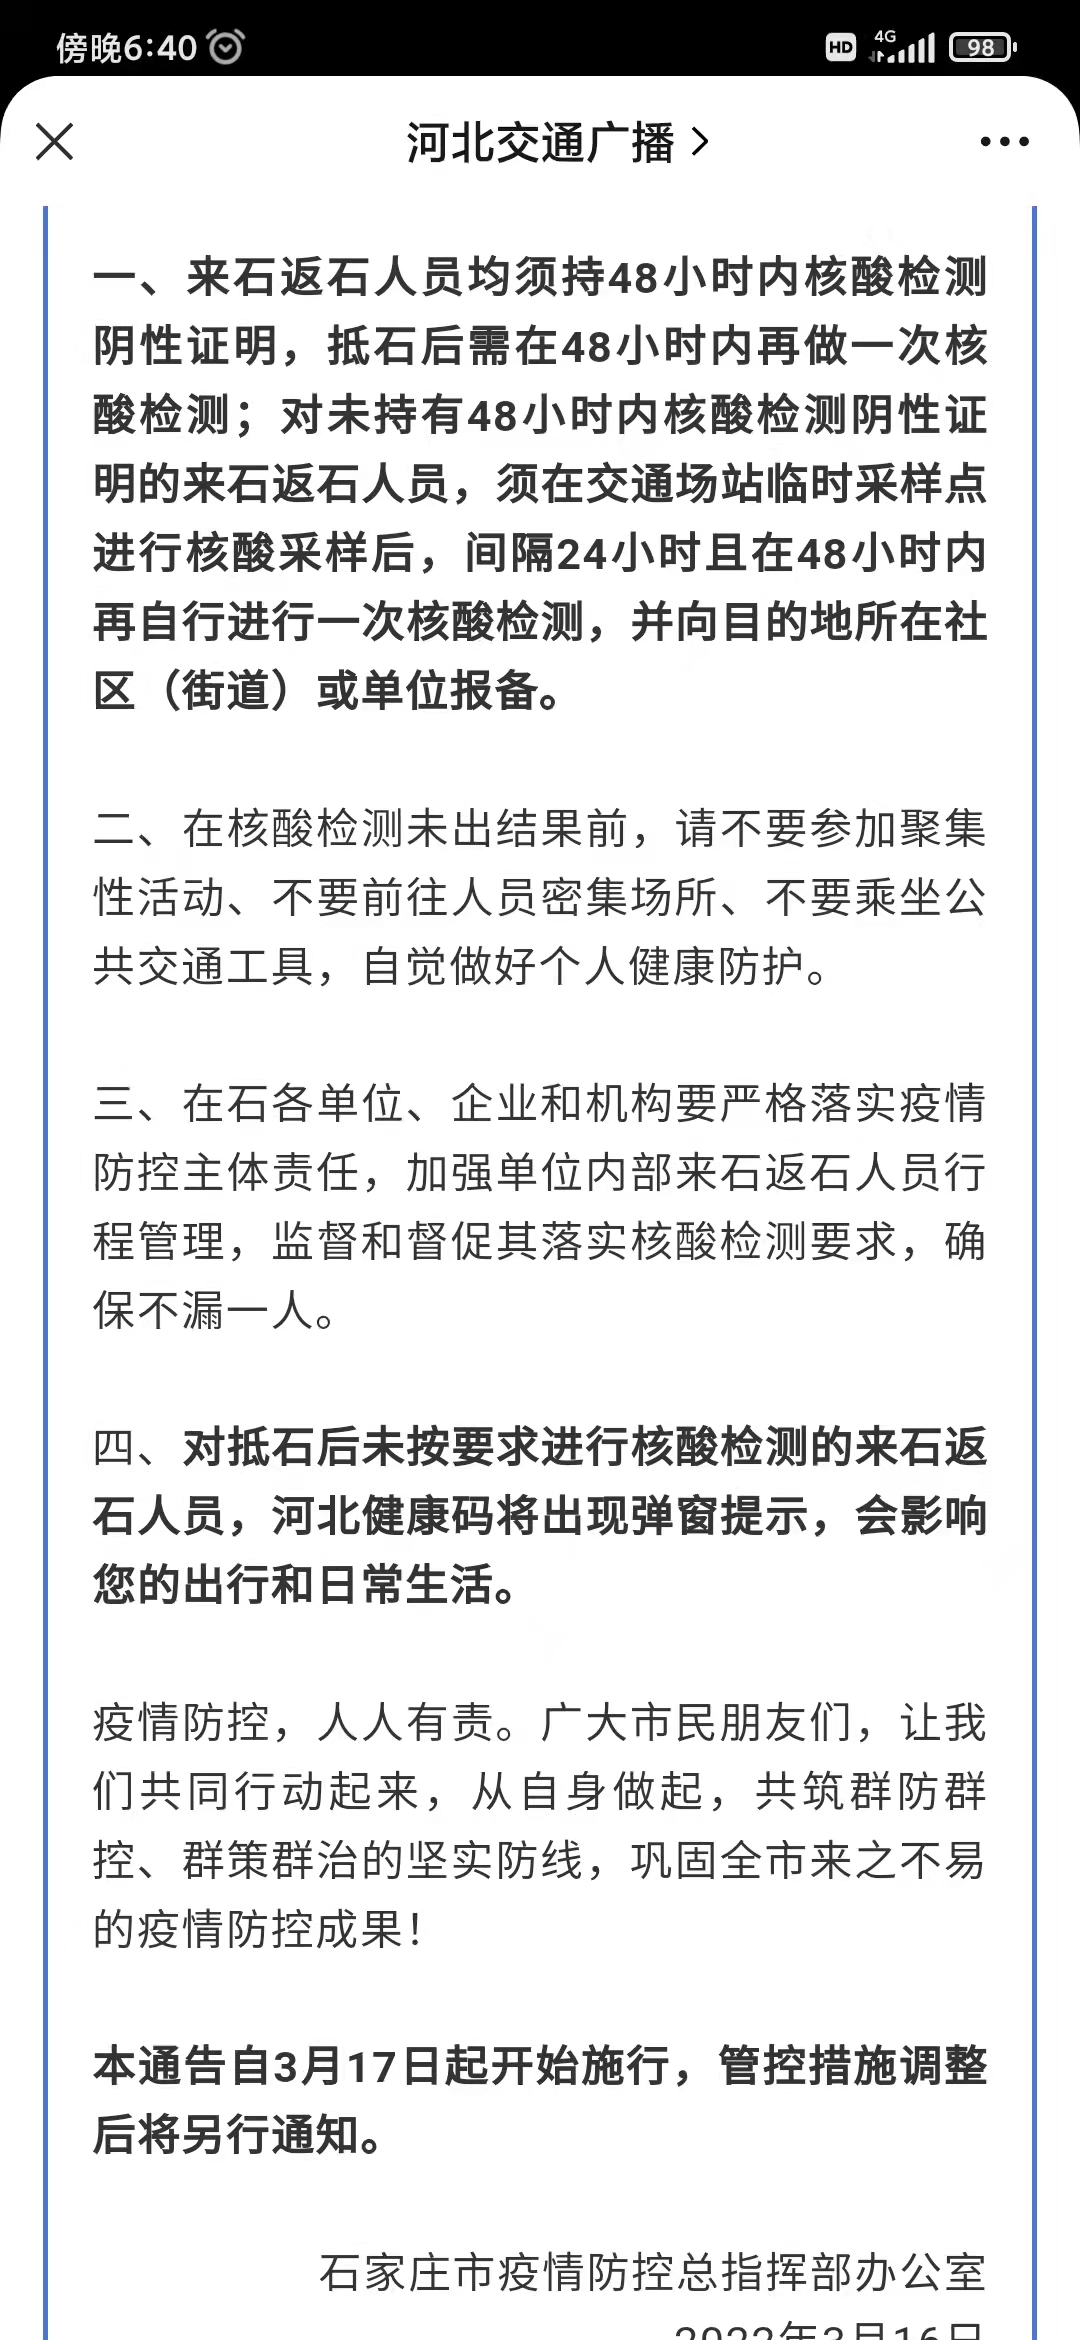 傍晚6:40
HD
4G
98
河北交通广播
一、来石返石人员均须持48小时内核酸检测
阴性证明，抵石后需在48小时内再做一次核
酸检测；对未持有48小时内核酸检测阴性证
明的来石返石人员，须在交通场站临时采样点
进行核酸采样后，间隔24小时且在48小时内
再自行进行一次核酸检测，并向目的地所在社
区（街道）或单位报备。
二、在核酸检测未出结果前，请不要参加聚集
性活动、不要前往人员密集场所、不要乘坐公
共交通工具，自觉做好个人健康防护。
三、在石各单位、企业和机构要严格落实疫情
防控主体责任，加强单位内部来石返石人员行
程管理，监督和督促其落实核酸检测要求，确
保不漏一人。
四、对抵石后未按要求进行核酸检测的来石返
石人员，河北健康码将出现弹窗提示，会影响
您的出行和日常生活。
疫情防控，人人有责。广大市民朋友们，让我
们共同行动起来，从自身做起，共筑群防群
控、群策群治的坚实防线，巩固全市来之不易
的疫情防控成果！
本通告自3月17日起开始施行，管控措施调整
后将另行通知。
石家庄市疫情防控总指挥部办公室
2022年3月16日